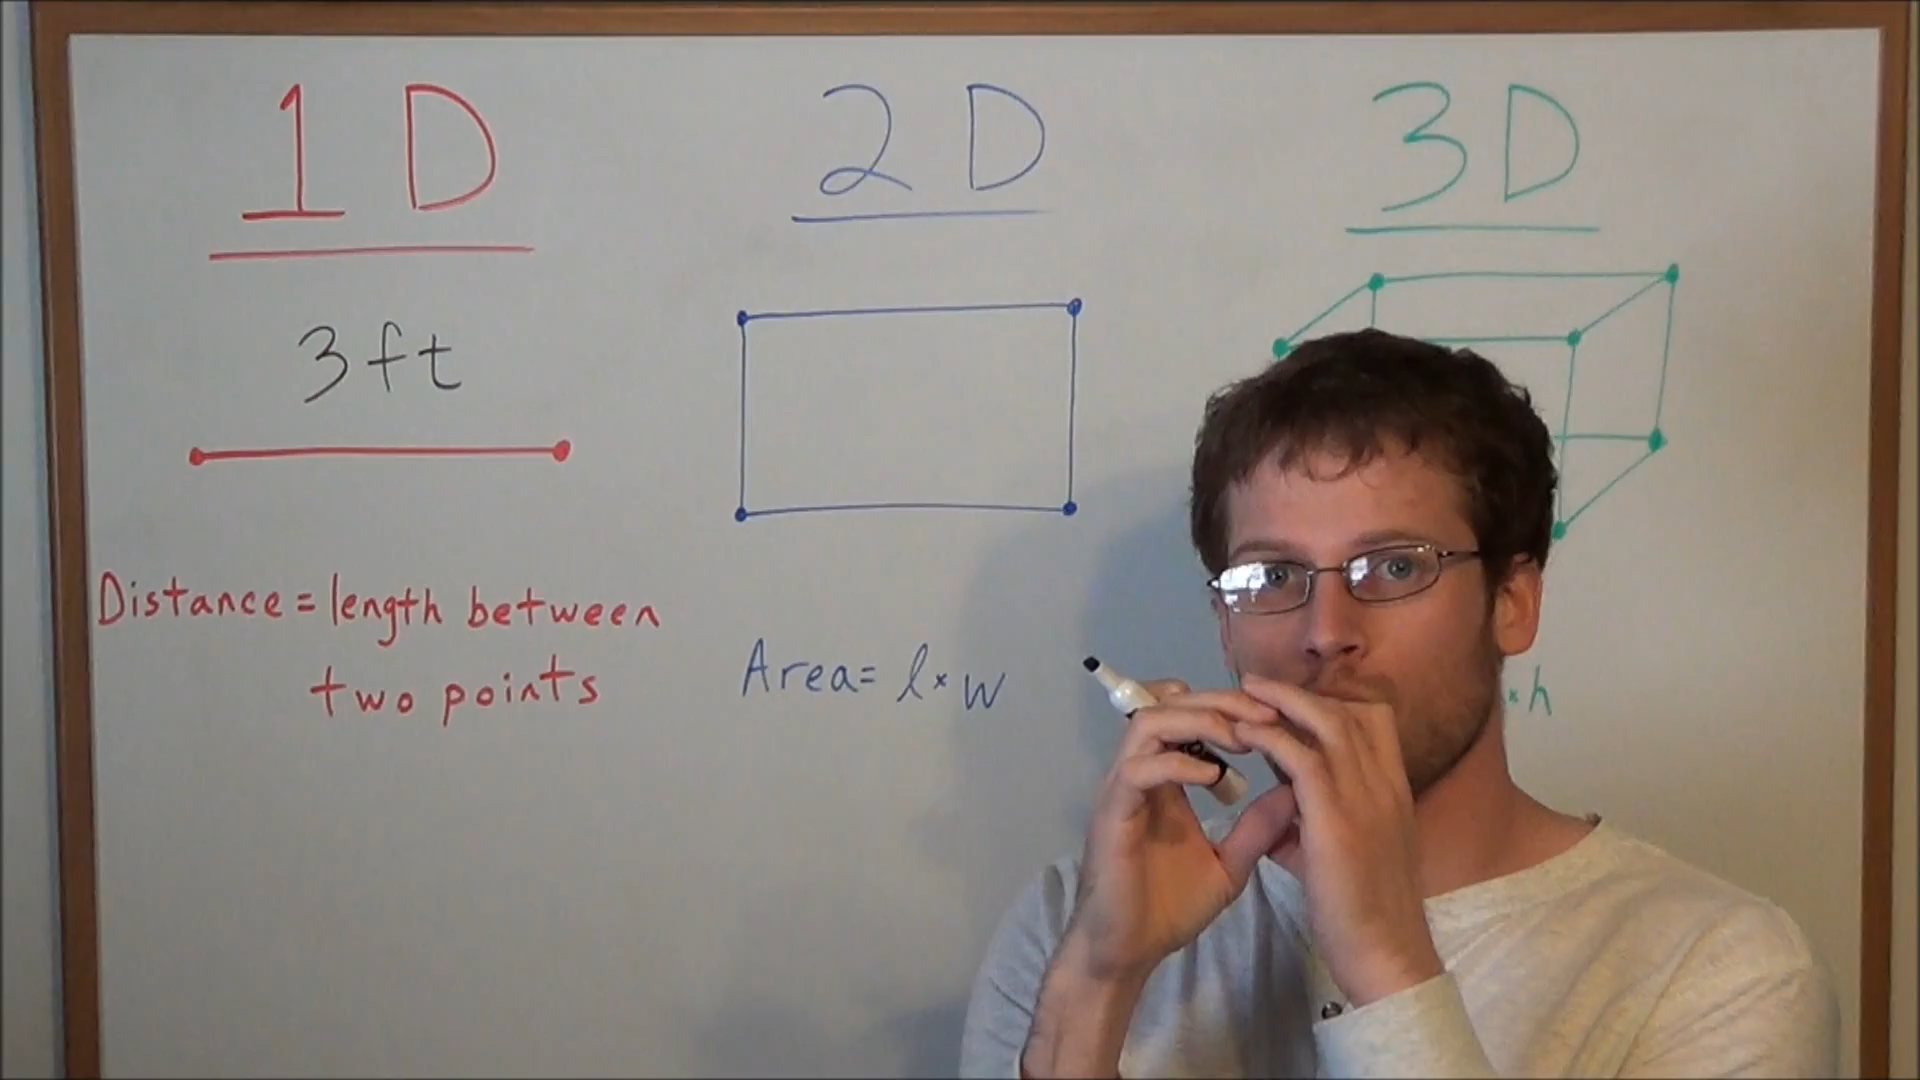 1D
2D
3D
3ft
Distance = length between
two points
Area = l × w
× h